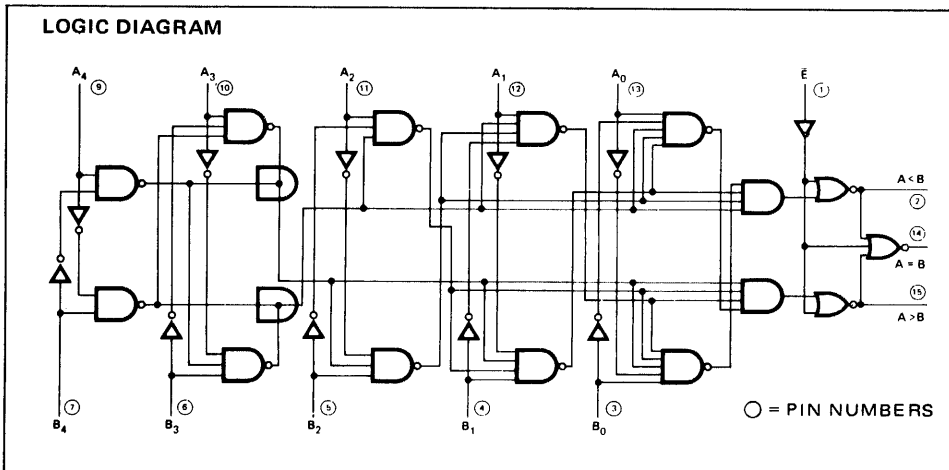 LOGIC DIAGRAM
A4 A3 A2 A1 A0 Ē
9 10 11 12 13 1
A < B
2
14
A = B
15
A > B
7 6 5 4 3
B4 B3 B2 B1 B0
○ = PIN NUMBERS